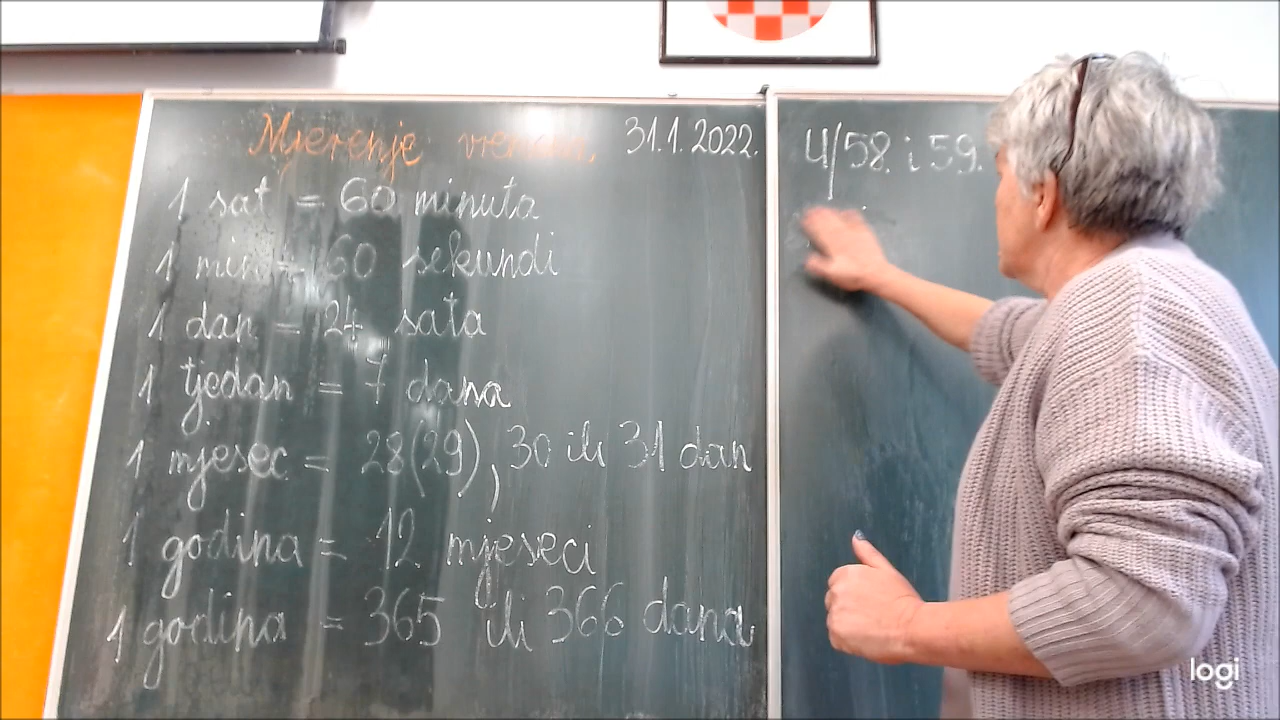 Mjerenje vremena, 31.1.2022.
1 sat = 60 minuta
1 min = 60 sekundi
1 dan = 24 sata
1 tjedan = 7 dana
1 mjesec = 28(29), 30 ili 31 dan
1 godina = 12 mjeseci
1 godina = 365 ili 366 dana
4/58. i 59.
logi